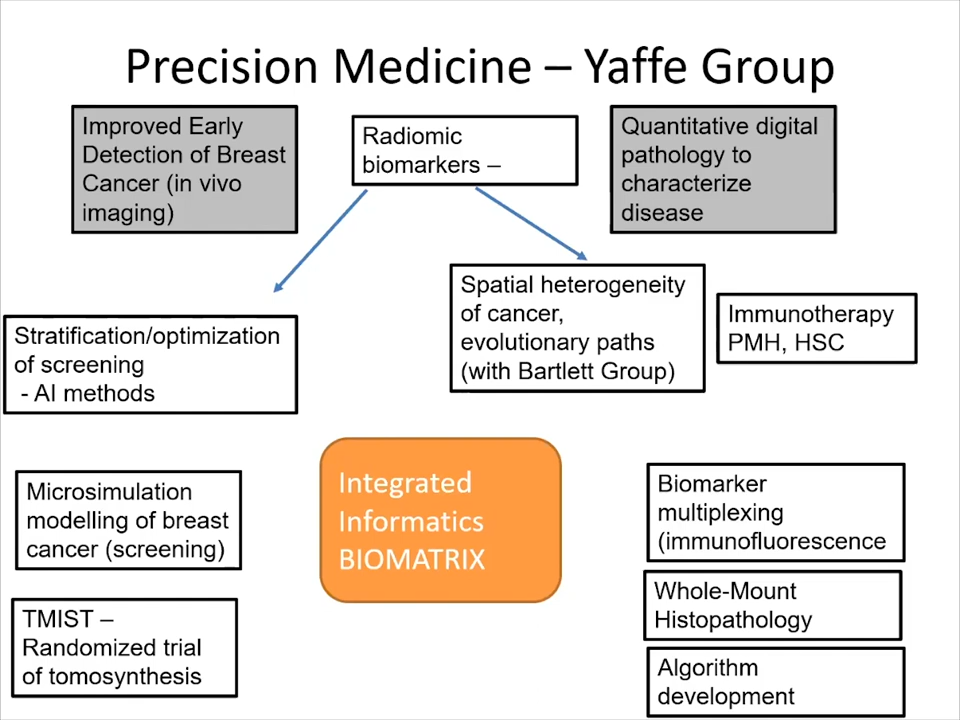 Precision Medicine – Yaffe Group
Improved Early
Detection of Breast
Cancer (in vivo
imaging)
Radiomic
biomarkers –
Quantitative digital
pathology to
characterize
disease
Stratification/optimization
of screening
- AI methods
Spatial heterogeneity
of cancer,
evolutionary paths
(with Bartlett Group)
Immunotherapy
PMH, HSC
Microsimulation
modelling of breast
cancer (screening)
Integrated
Informatics
BIOMATRIX
Biomarker
multiplexing
(immunofluorescence
TMIST –
Randomized trial
of tomosynthesis
Whole-Mount
Histopathology
Algorithm
development